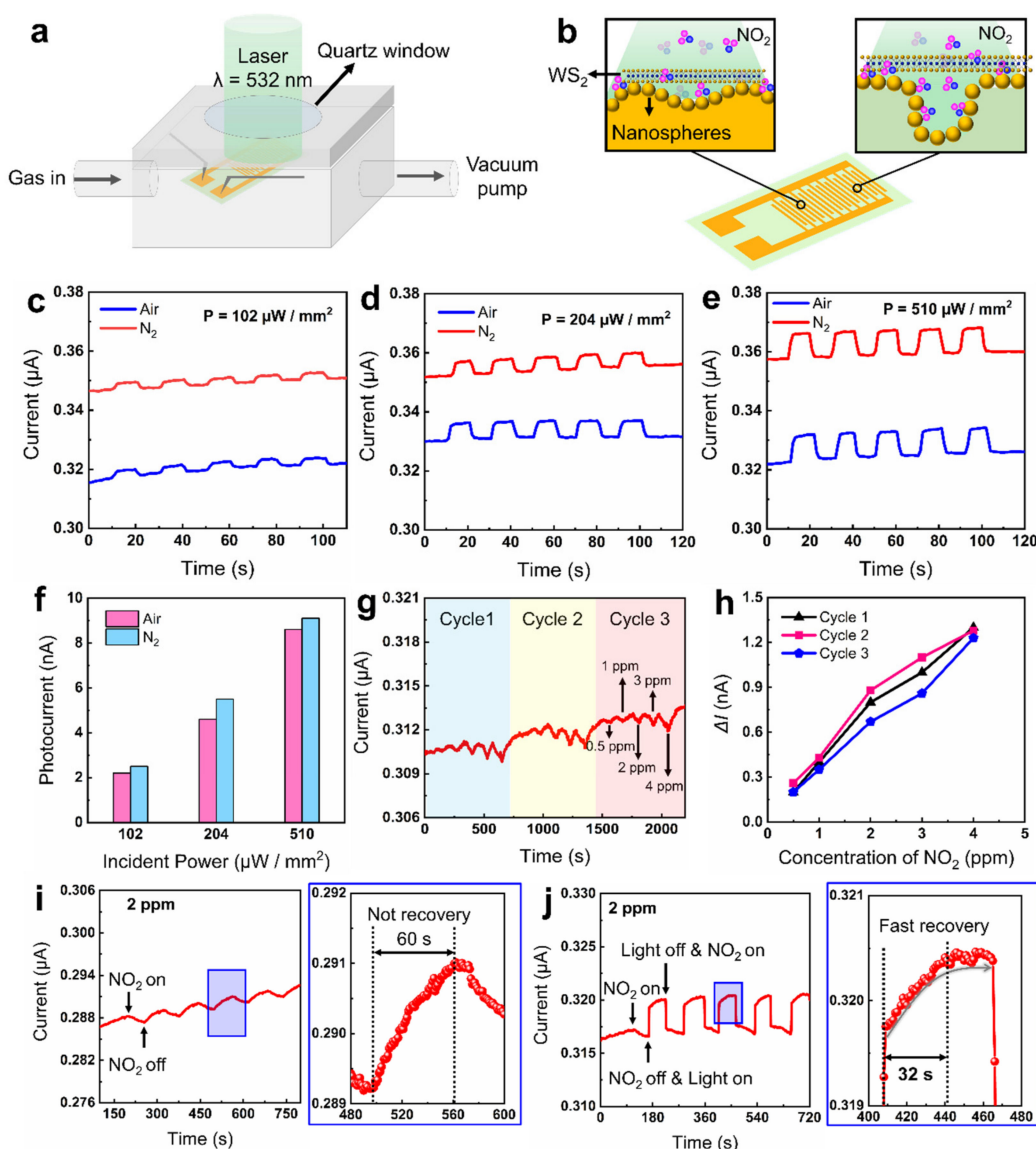 a
Laser
λ = 532 nm
Quartz window
Gas in
Vacuum
pump
b
NO₂
NO₂
WS₂
Nanospheres
c
0.38
0.36
0.34
0.32
0.30
Current (µA)
Air
N₂
P = 102 µW / mm²
0 20 40 60 80 100
Time (s)
d
0.38
0.36
0.34
0.32
0.30
Current (µA)
Air
N₂
P = 204 µW / mm²
0 20 40 60 80 100 120
Time (s)
e
0.38
0.36
0.34
0.32
0.30
Current (µA)
Air
N₂
P = 510 µW / mm²
0 20 40 60 80 100 120
Time (s)
f
10
8
6
4
2
0
Photocurrent (nA)
Air
N₂
102 204 510
Incident Power (µW / mm²)
g
0.321
0.318
0.315
0.312
0.309
0.306
Current (µA)
Cycle1 Cycle 2 Cycle 3
1 ppm
3 ppm
0.5 ppm
2 ppm
4 ppm
0 500 1000 1500 2000
Time (s)
h
1.5
1.2
0.9
0.6
0.3
0.0
ΔI (nA)
Cycle 1
Cycle 2
Cycle 3
0 1 2 3 4 5
Concentration of NO₂ (ppm)
i
0.306
0.300
0.294
0.288
0.282
0.276
Current (µA)
2 ppm
NO₂ on
NO₂ off
150 300 450 600 750
Time (s)
0.292
0.291
0.290
0.289
Not recovery
60 s
480 520 560 600
j
0.330
0.325
0.320
0.315
0.310
Current (µA)
2 ppm
Light off & NO₂ on
NO₂ on
NO₂ off & Light on
0 180 360 540 720
Time (s)
0.321
0.320
0.319
Fast recovery
32 s
400 420 440 460 480